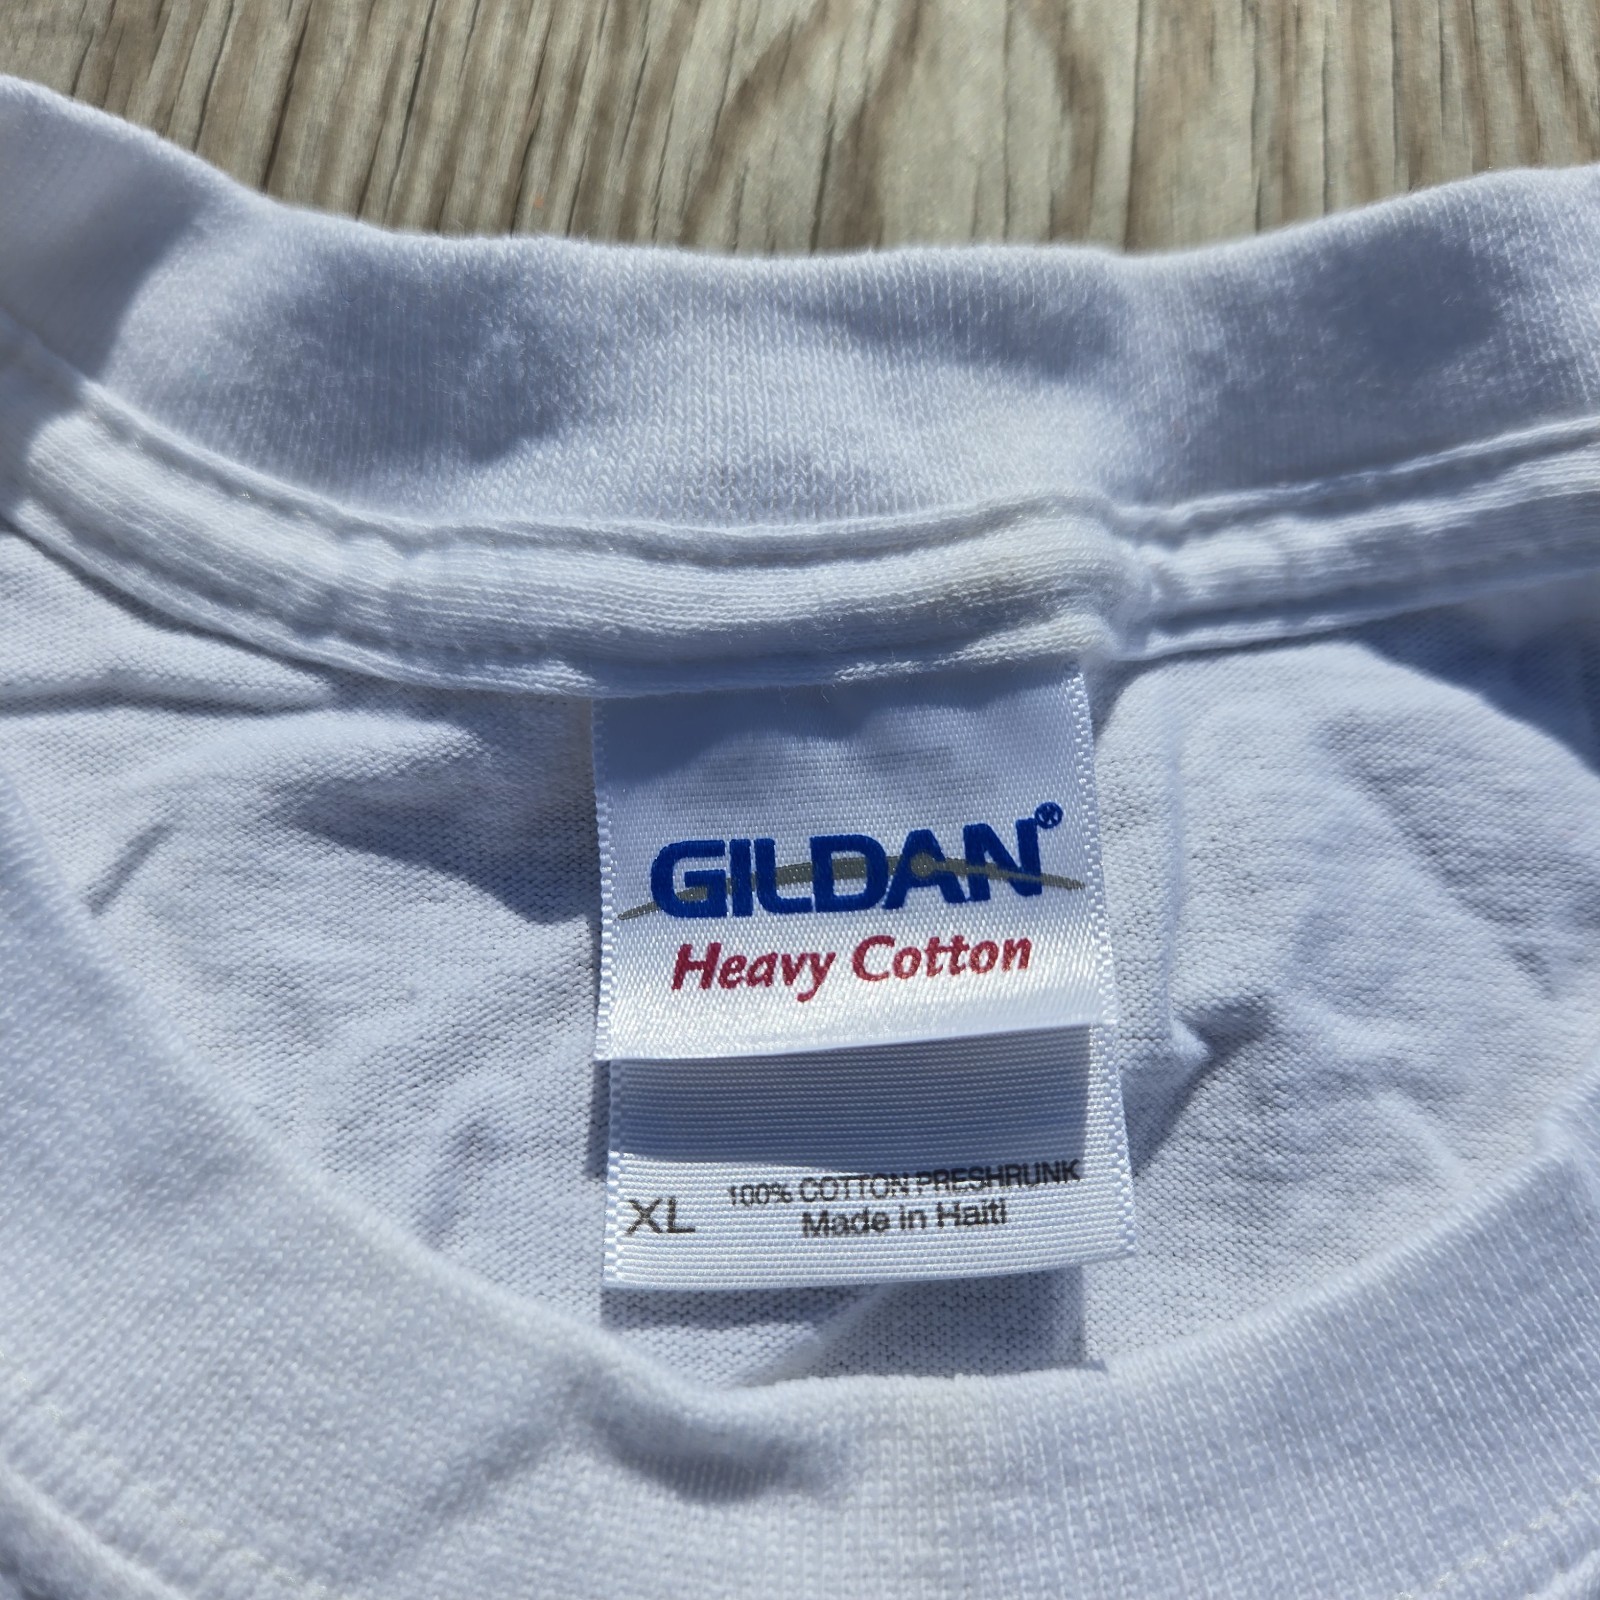 GILDAN®
Heavy Cotton
XL 100% COTTON PRESHRUNK
Made in Haiti